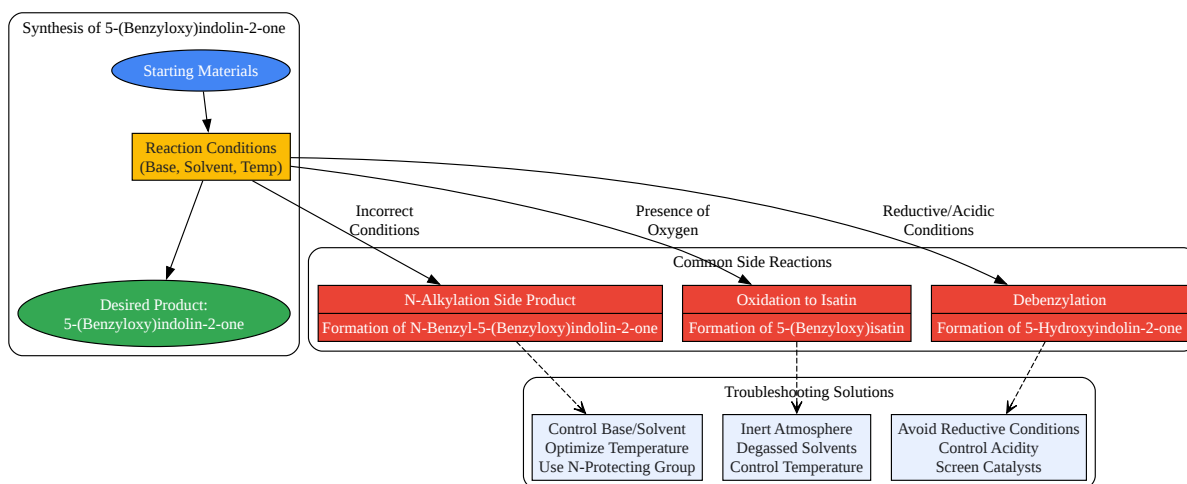 Synthesis of 5-(Benzyloxy)indolin-2-one
Starting Materials
Reaction Conditions
(Base, Solvent, Temp)
Incorrect
Conditions
Presence of
Oxygen
Reductive/Acidic
Conditions
Desired Product:
5-(Benzyloxy)indolin-2-one
Common Side Reactions
N-Alkylation Side Product
Formation of N-Benzyl-5-(Benzyloxy)indolin-2-one
Oxidation to Isatin
Formation of 5-(Benzyloxy)isatin
Debenzylation
Formation of 5-Hydroxyindolin-2-one
Troubleshooting Solutions
Control Base/Solvent
Optimize Temperature
Use N-Protecting Group
Inert Atmosphere
Degassed Solvents
Control Temperature
Avoid Reductive Conditions
Control Acidity
Screen Catalysts